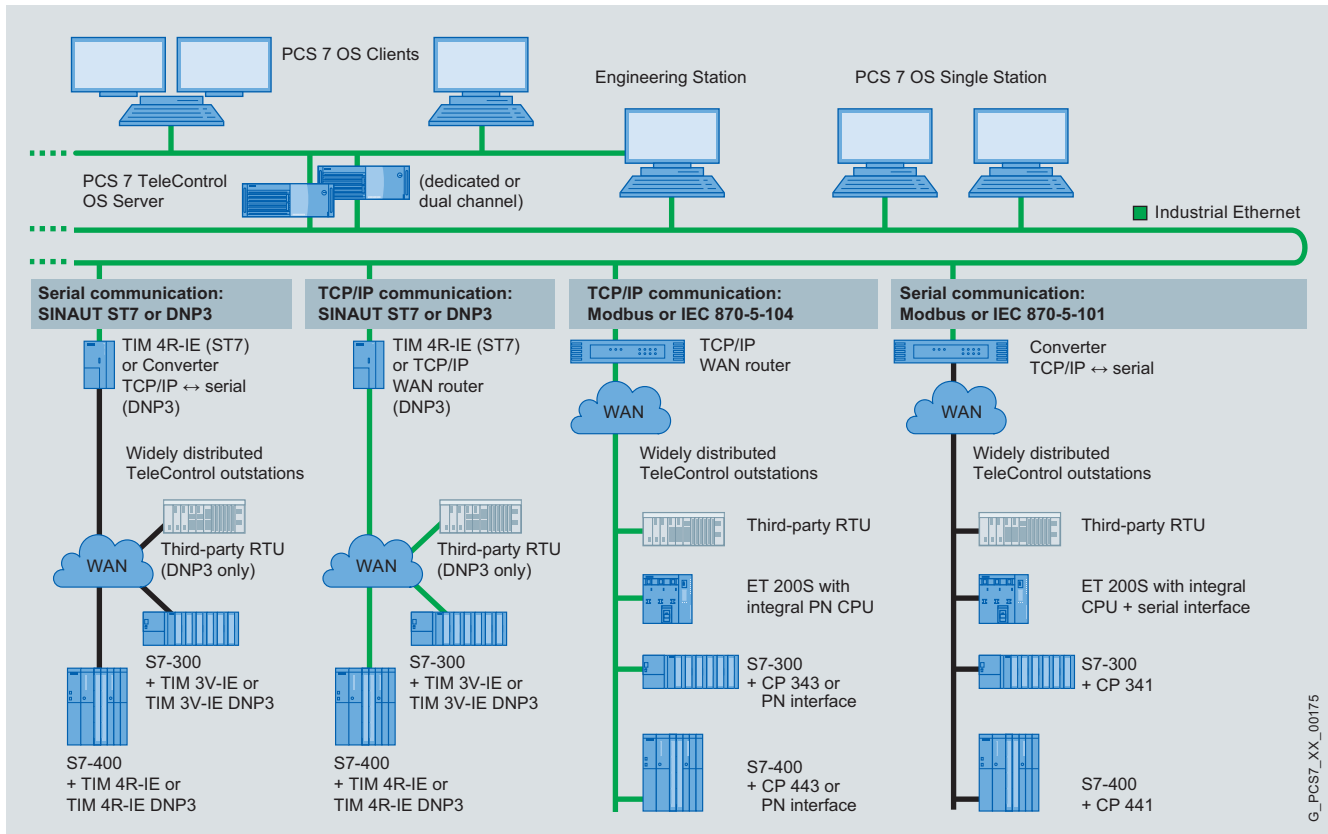 PCS 7 OS Clients
Engineering Station
PCS 7 OS Single Station
PCS 7 TeleControl
OS Server
(dedicated or
dual channel)
Industrial Ethernet
Serial communication:
SINAUT ST7 or DNP3
TIM 4R-IE (ST7)
or Converter
TCP/IP ↔ serial
(DNP3)
Widely distributed
TeleControl outstations
WAN
Third-party RTU
(DNP3 only)
S7-300
+ TIM 3V-IE or
TIM 3V-IE DNP3
S7-400
+ TIM 4R-IE or
TIM 4R-IE DNP3
TCP/IP communication:
SINAUT ST7 or DNP3
TIM 4R-IE (ST7)
or TCP/IP
WAN router
(DNP3)
Widely distributed
TeleControl outstations
WAN
Third-party RTU
(DNP3 only)
S7-300
+ TIM 3V-IE or
TIM 3V-IE DNP3
S7-400
+ TIM 4R-IE or
TIM 4R-IE DNP3
TCP/IP communication:
Modbus or IEC 870-5-104
TCP/IP
WAN router
WAN
Widely distributed
TeleControl outstations
Third-party RTU
ET 200S with
integral PN CPU
S7-300
+ CP 343 or
PN interface
S7-400
+ CP 443 or
PN interface
Serial communication:
Modbus or IEC 870-5-101
Converter
TCP/IP ↔ serial
WAN
Widely distributed
TeleControl outstations
Third-party RTU
ET 200S with integral
CPU + serial interface
S7-300
+ CP 341
S7-400
+ CP 441
G_PCS7_XX_00175